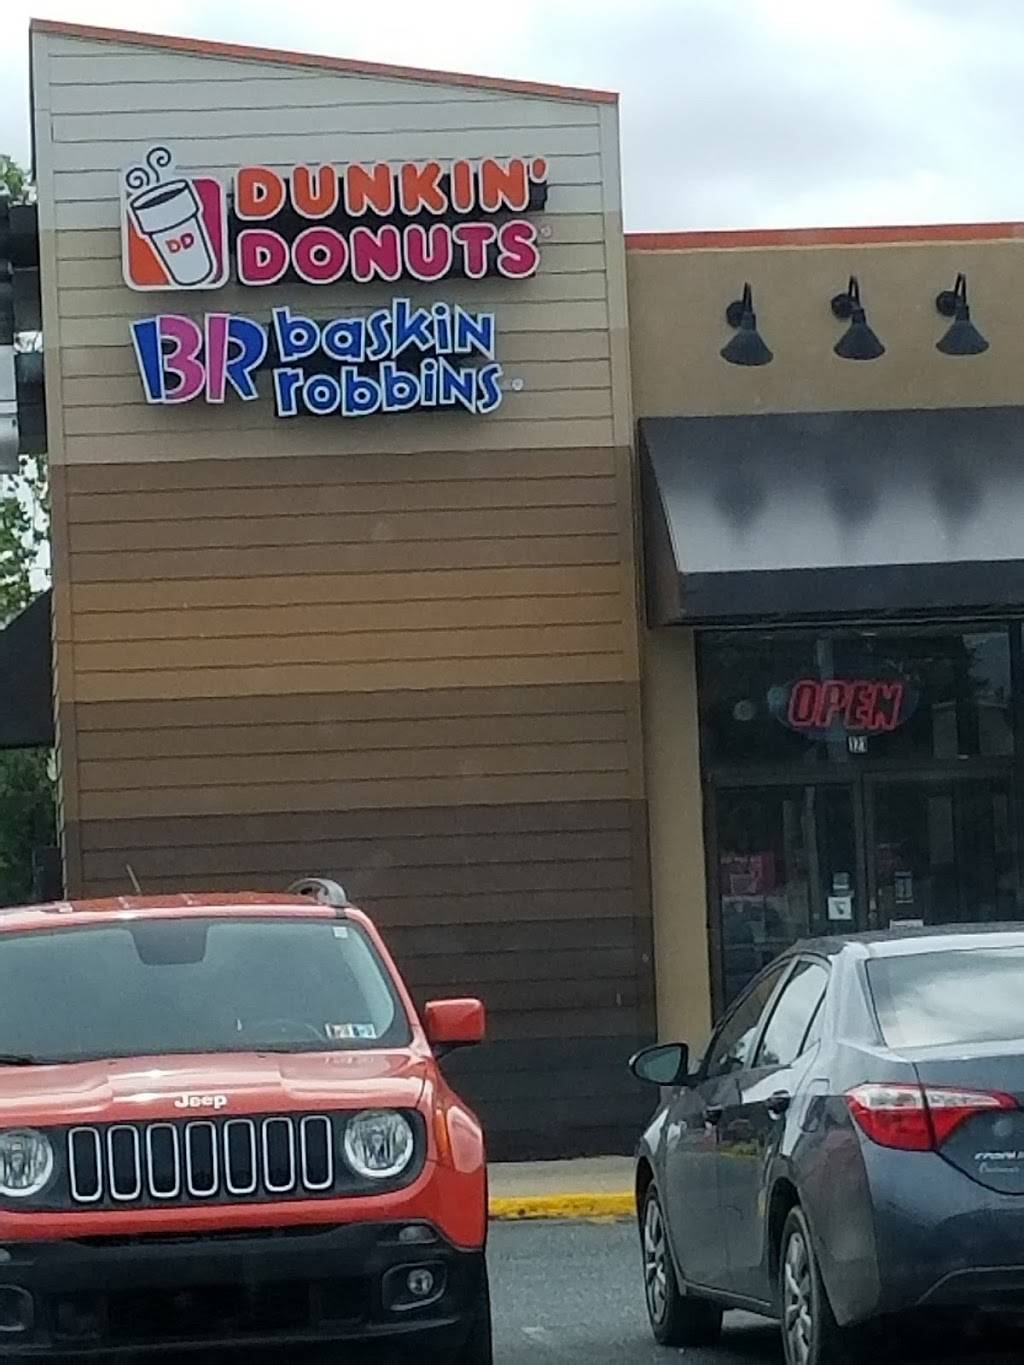 DUNKIN'
DONUTS
DD
BR baskin
robbins
OPEN
Jeep